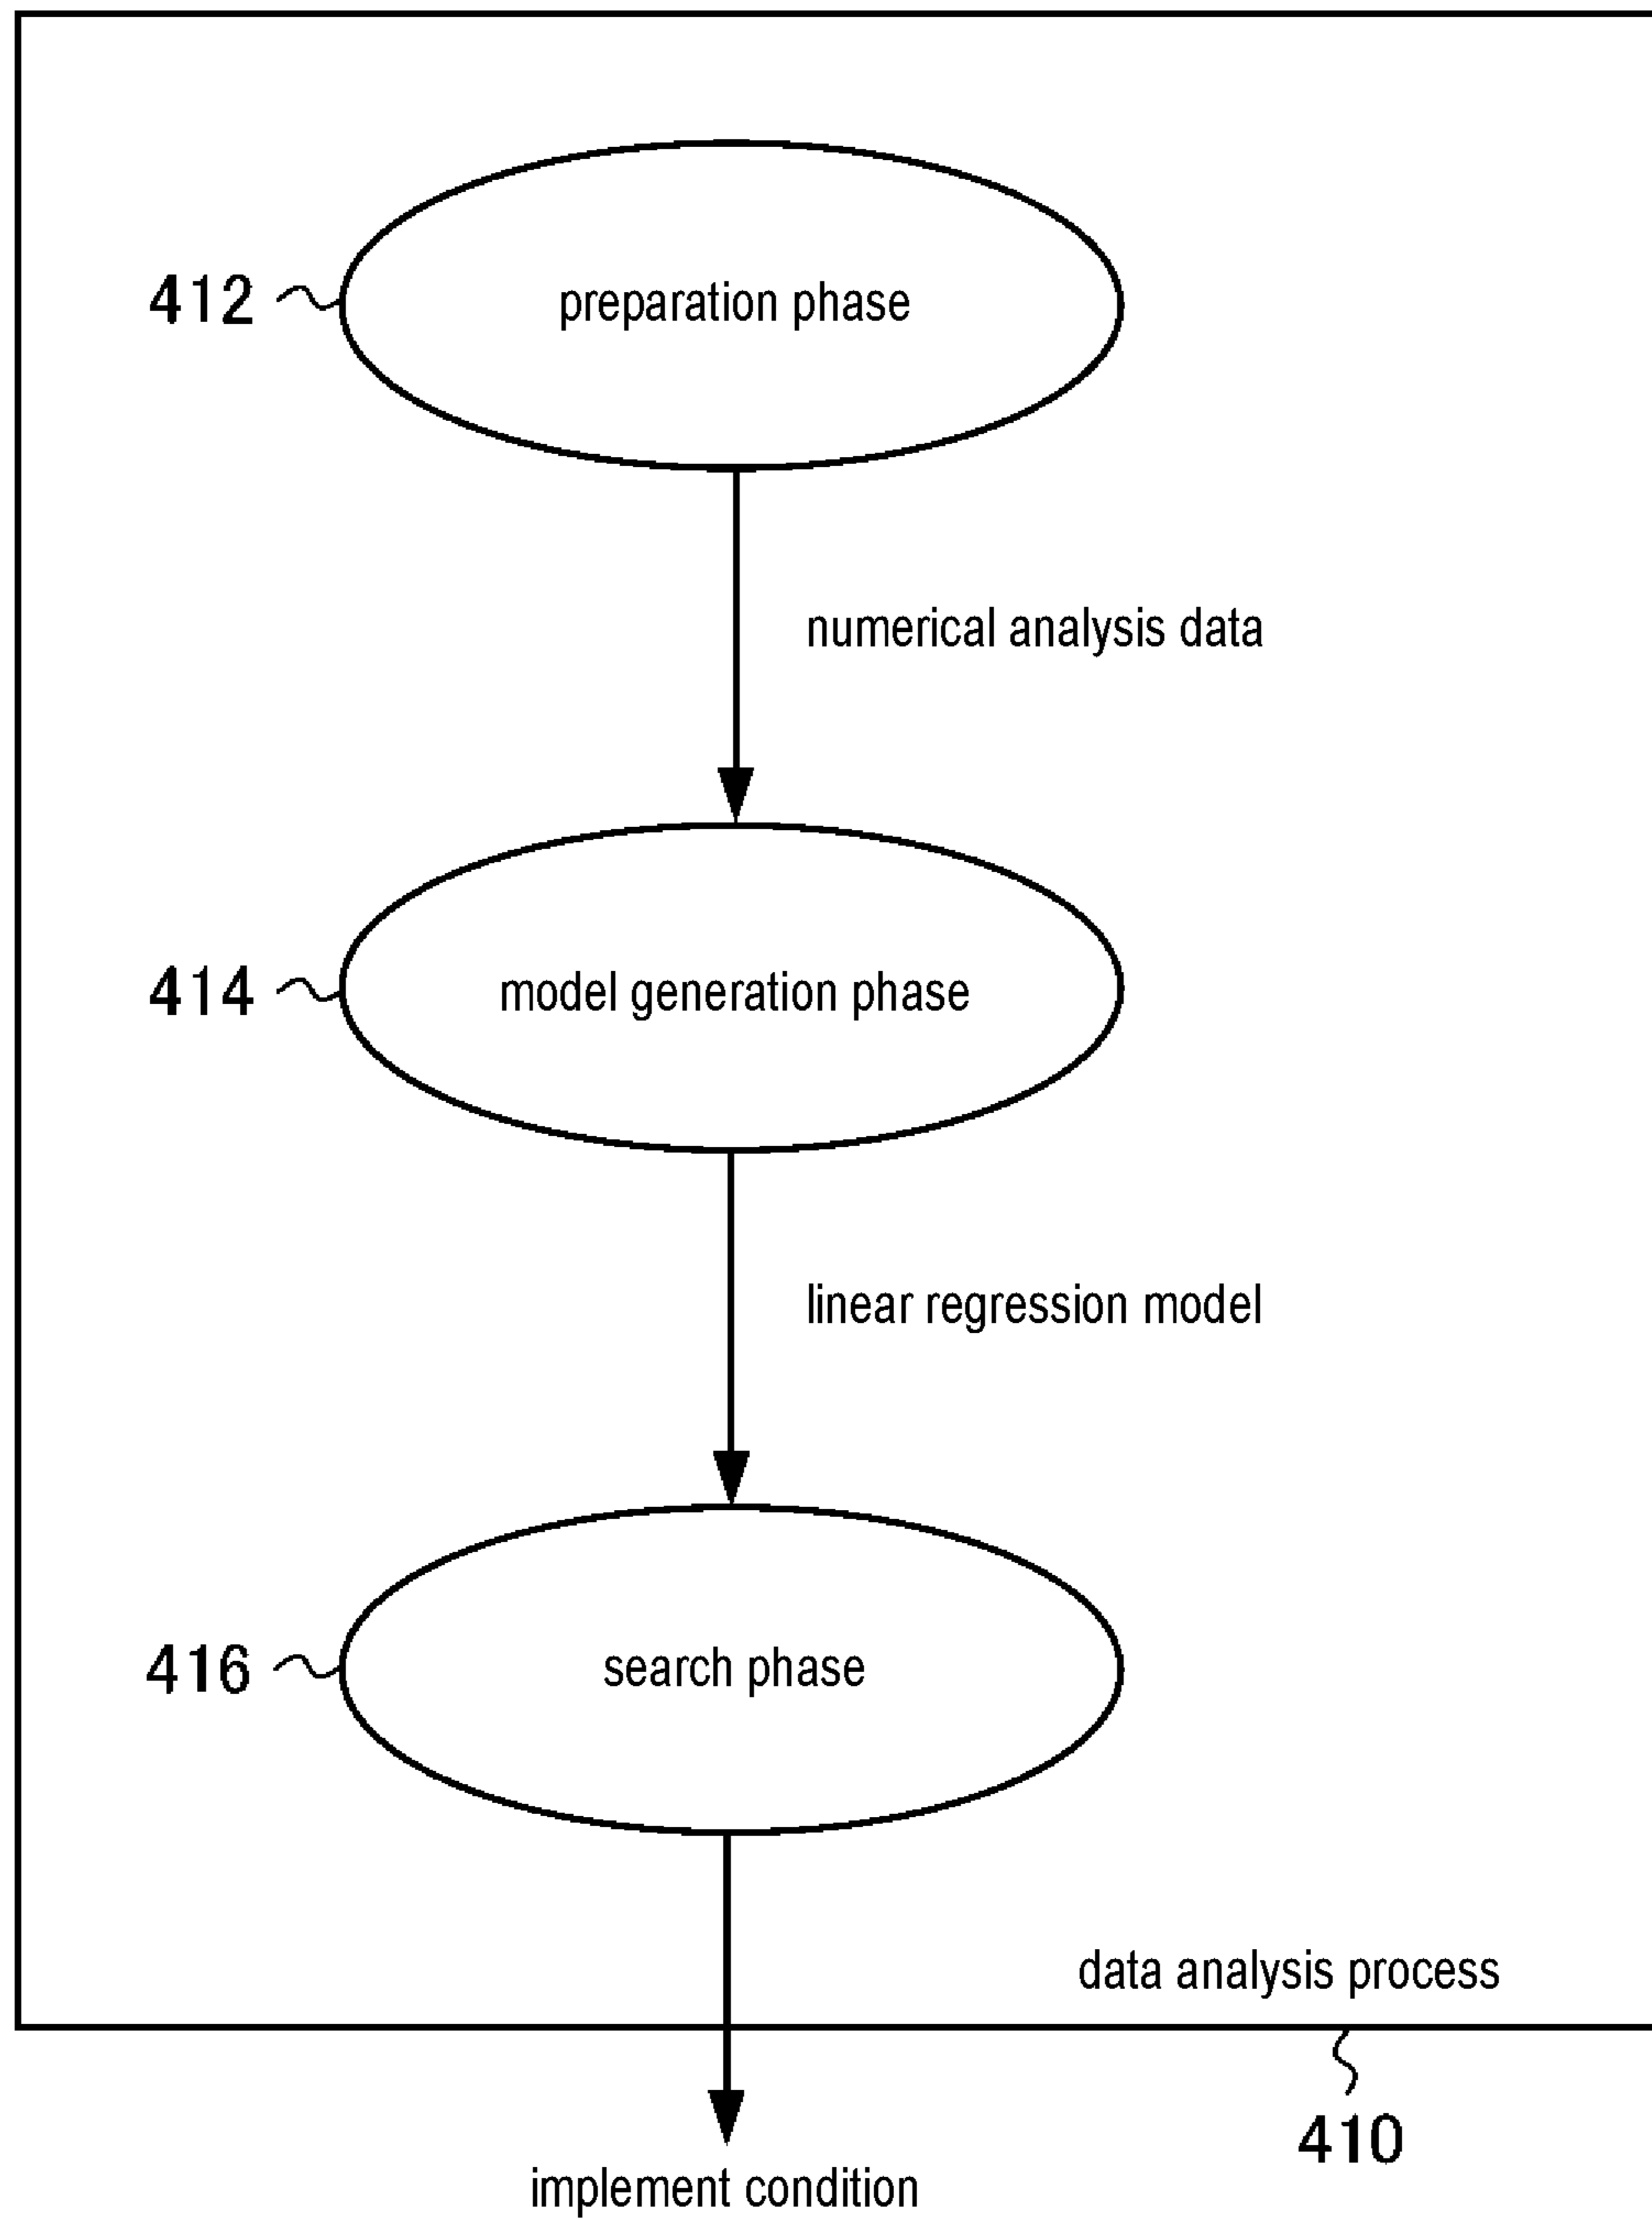 412
preparation phase
numerical analysis data
414
model generation phase
linear regression model
416
search phase
data analysis process
410
implement condition